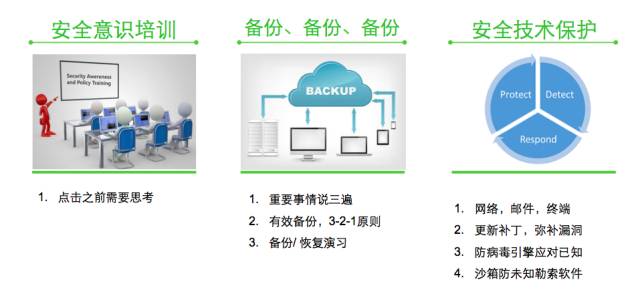 安全意识培训
Security Awareness
and Policy Training
1. 点击之前需要思考
备份、备份、备份
BACKUP
1. 重要事情说三遍
2. 有效备份，3-2-1原则
3. 备份/ 恢复演习
安全技术保护
Protect
Detect
Respond
1. 网络，邮件，终端
2. 更新补丁，弥补漏洞
3. 防病毒引擎应对已知
4. 沙箱防未知勒索软件